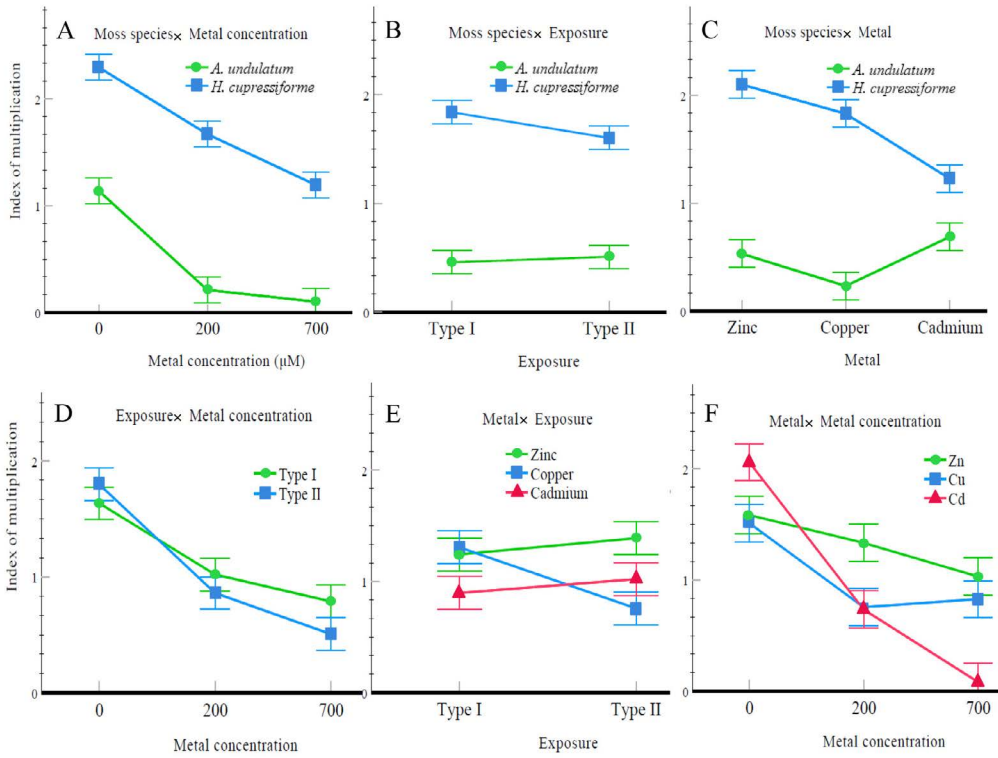 A
Moss species× Metal concentration
A. undulatum
H. cupressiforme
Index of multiplication
2
1
0
0 200 700
Metal concentration (μM)
B
Moss species× Exposure
A. undulatum
H. cupressiforme
2
1
0
Type I Type II
Exposure
C
Moss species× Metal
A. undulatum
H. cupressiforme
2
1
0
Zinc Copper Cadmium
Metal
D
Exposure× Metal concentration
Type I
Type II
Index of multiplication
2
1
0
0 200 700
Metal concentration
E
Metal× Exposure
Zinc
Copper
Cadmium
2
1
0
Type I Type II
Exposure
F
Metal× Metal concentration
Zn
Cu
Cd
2
1
0
0 200 700
Metal concentration